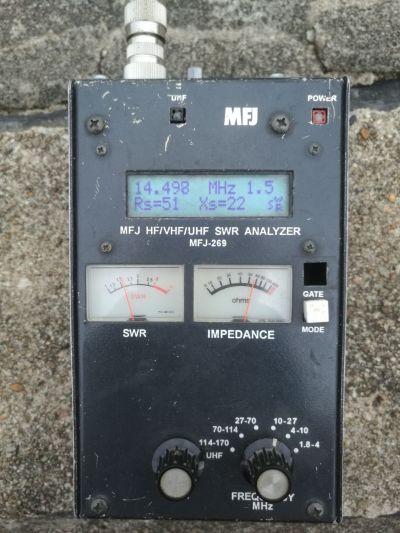 UHF
MFJ
POWER
14.490 MHz 1.5
Rs=51 Xs=22 SWR
MFJ HF/VHF/UHF SWR ANALYZER
MFJ-269
SWR
ohms
GATE
SWR
IMPEDANCE
MODE
27-70
10-27
70-114
4-10
114-170
1.8-4
UHF
FREQUENCY
MHz